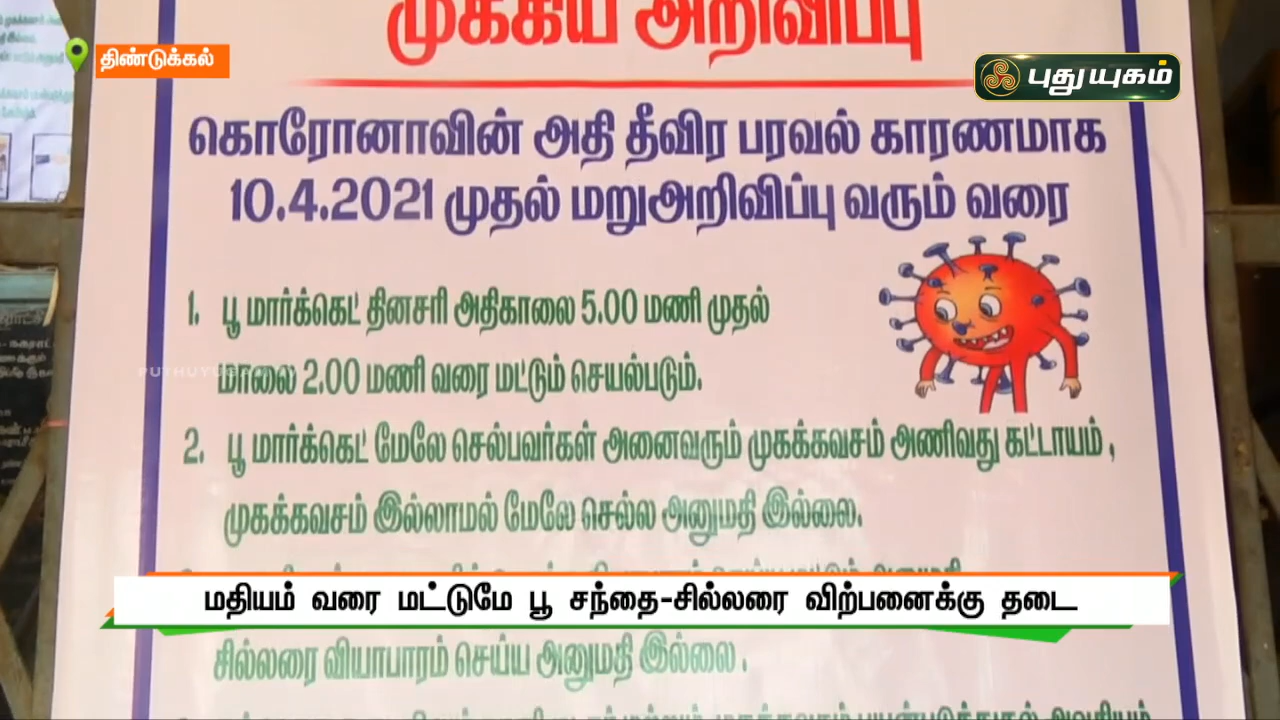 முக்கிய அறிவிப்பு
திண்டுக்கல்
புதுயுகம்
கொரோனாவின் அதி தீவிர பரவல் காரணமாக
10.4.2021 முதல் மறுஅறிவிப்பு வரும் வரை
1. பூ மார்க்கெட் தினசரி அதிகாலை 5.00 மணி முதல்
மாலை 2.00 மணி வரை மட்டும் செயல்படும்.
2. பூ மார்க்கெட் மேலே செல்பவர்கள் அனைவரும் முகக்கவசம் அணிவது கட்டாயம் ,
முகக்கவசம் இல்லாமல் மேலே செல்ல அனுமதி இல்லை.
மதியம் வரை மட்டுமே பூ சந்தை-சில்லரை விற்பனைக்கு தடை
சில்லரை வியாபாரம் செய்ய அனுமதி இல்லை .